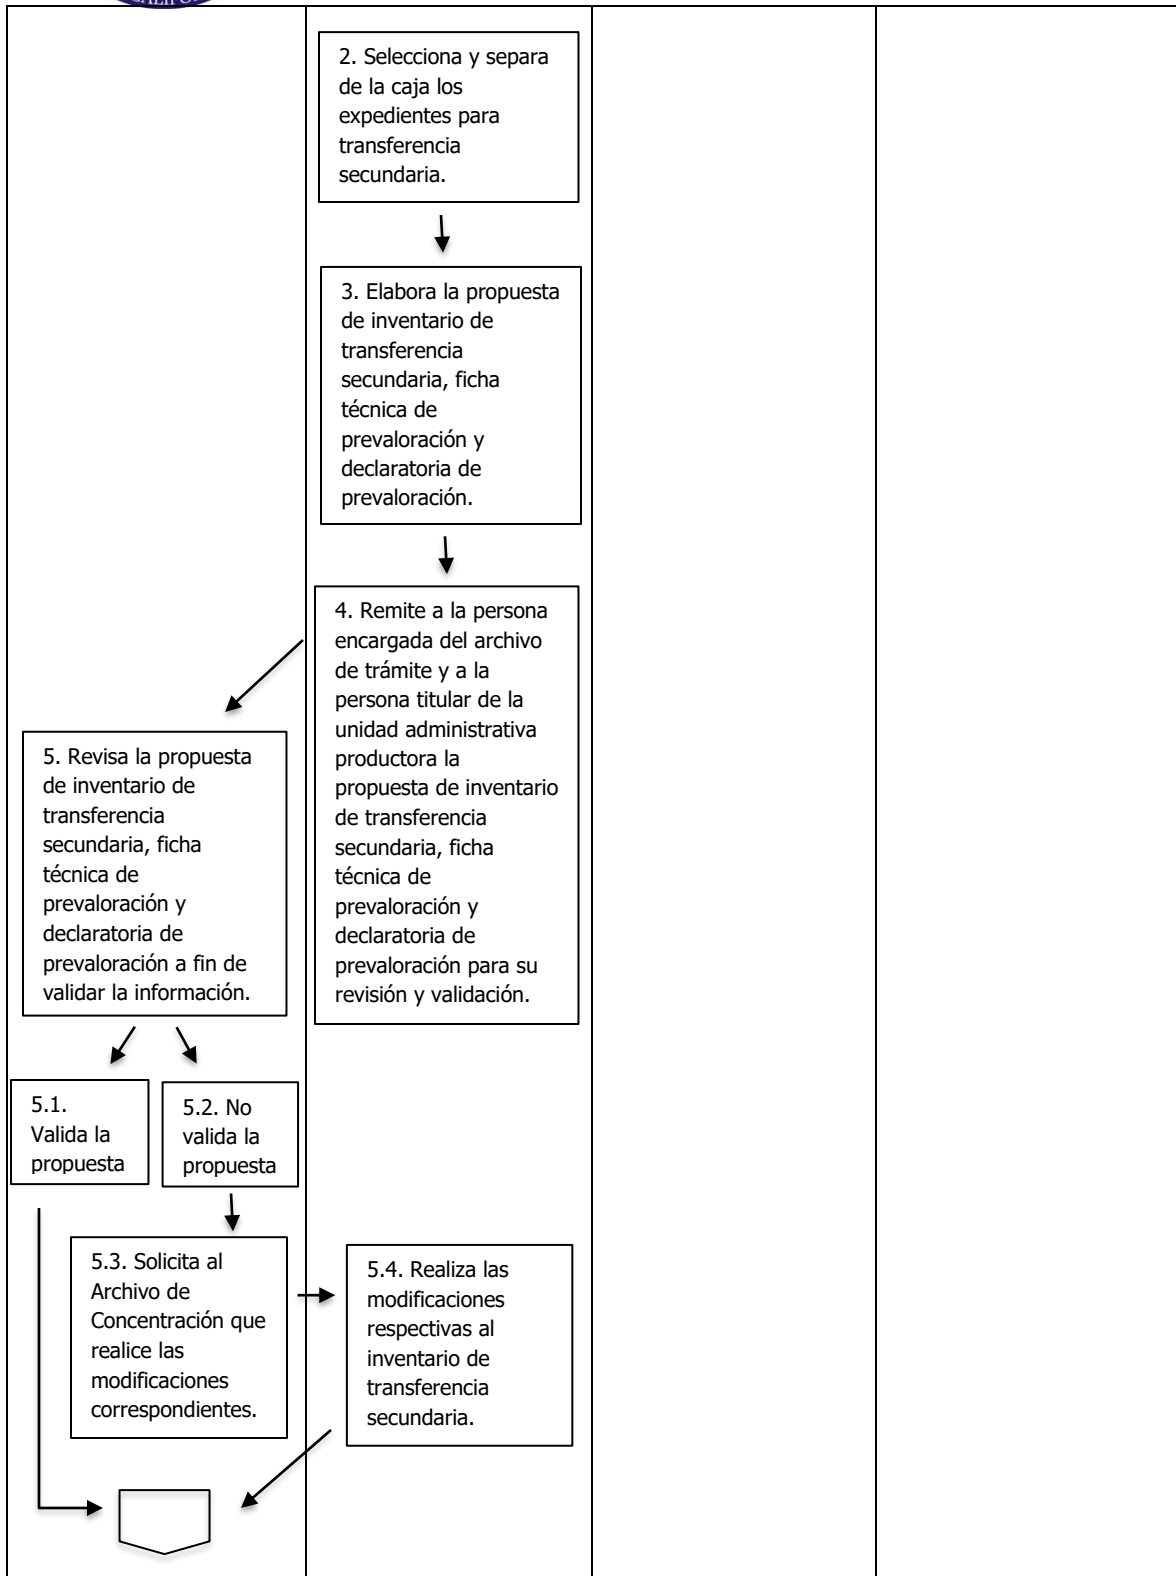 2. Selecciona y separa
de la caja los
expedientes para
transferencia
secundaria.
3. Elabora la propuesta
de inventario de
transferencia
secundaria, ficha
técnica de
prevaloración y
declaratoria de
prevaloración.
4. Remite a la persona
encargada del archivo
de trámite y a la
persona titular de la
unidad administrativa
productora la
propuesta de inventario
de transferencia
secundaria, ficha
técnica de
prevaloración y
declaratoria de
prevaloración para su
revisión y validación.
5. Revisa la propuesta
de inventario de
transferencia
secundaria, ficha
técnica de
prevaloración y
declaratoria de
prevaloración a fin de
validar la información.
5.1.
Valida la
propuesta
5.2. No
valida la
propuesta
5.3. Solicita al
Archivo de
Concentración que
realice las
modificaciones
correspondientes.
5.4. Realiza las
modificaciones
respectivas al
inventario de
transferencia
secundaria.